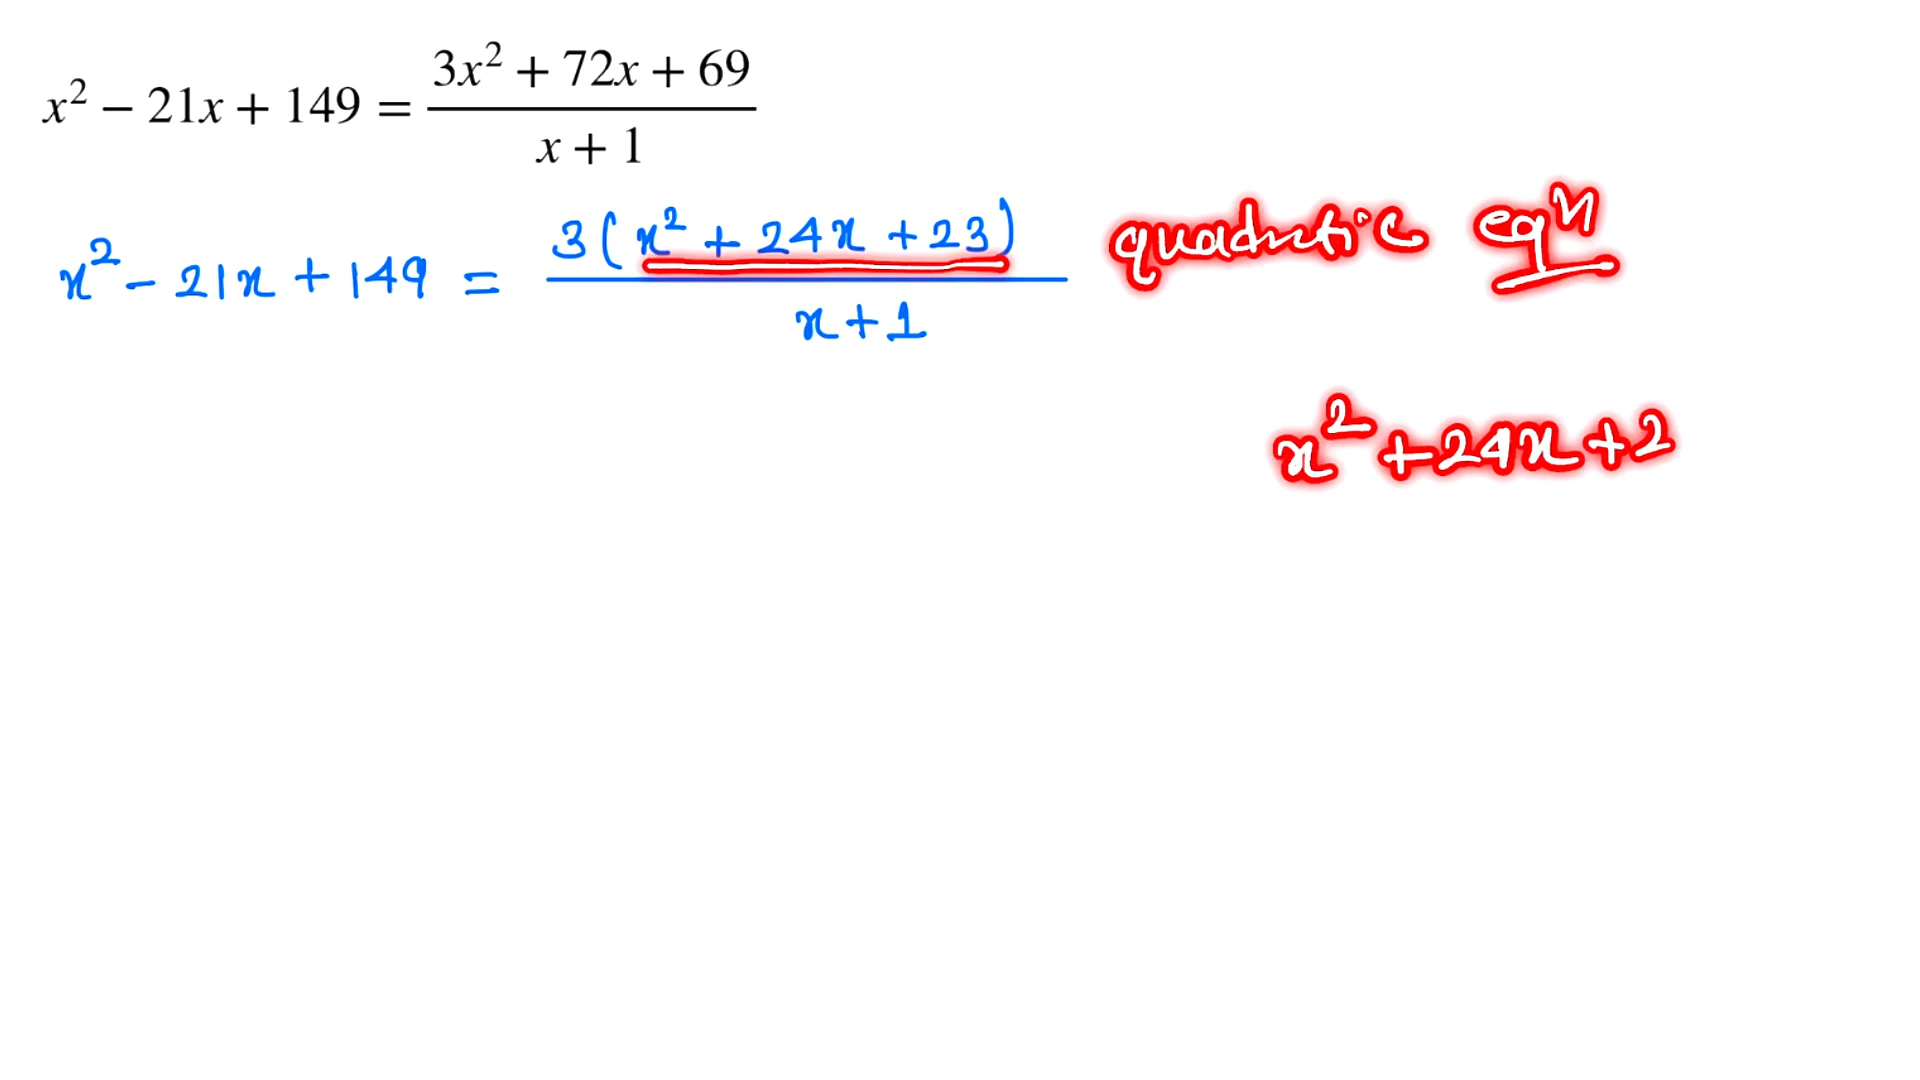 x² − 21x + 149 = (3x² + 72x + 69)/(x + 1)
x² - 21x + 149 = 3(x² + 24x + 23)/(x + 1) quadratic eqⁿ
x² + 24x + 2